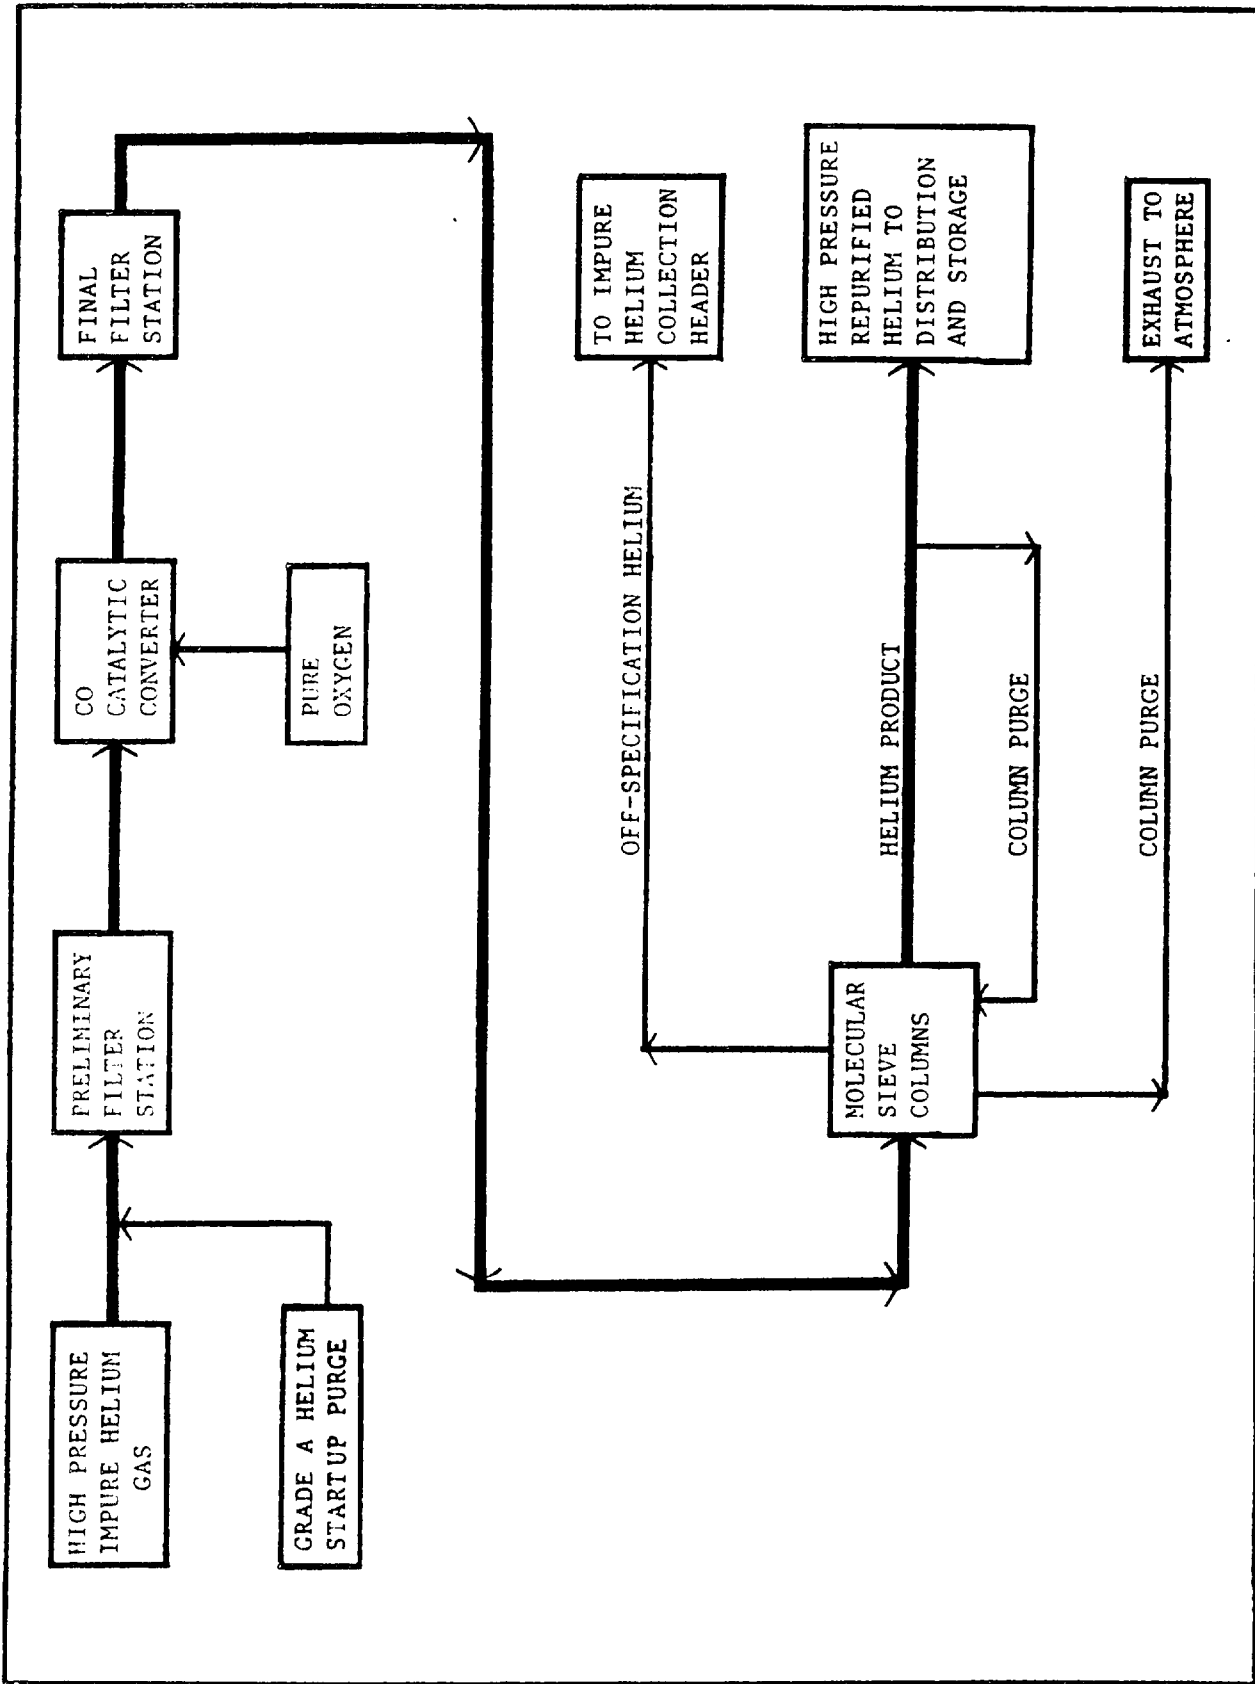 HIGH PRESSURE
IMPURE HELIUM
GAS
PRELIMINARY
FILTER
STATION
CO
CATALYTIC
CONVERTER
FINAL
FILTER
STATION
GRADE A HELIUM
STARTUP PURGE
PURE
OXYGEN
TO IMPURE
HELIUM
COLLECTION
HEADER
OFF-SPECIFICATION HELIUM
MOLECULAR
SIEVE
COLUMNS
HELIUM PRODUCT
HIGH PRESSURE
REPURIFIED
HELIUM TO
DISTRIBUTION
AND STORAGE
COLUMN PURGE
COLUMN PURGE
EXHAUST TO
ATMOSPHERE